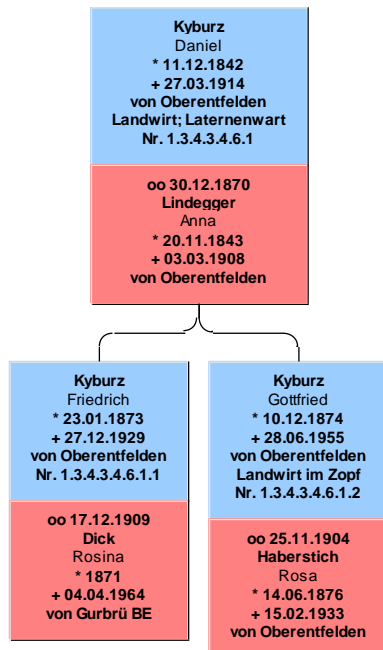 Kyburz
Daniel
* 11.12.1842
+ 27.03.1914
von Oberentfelden
Landwirt; Laternenwart
Nr. 1.3.4.3.4.6.1
oo 30.12.1870
Lindegger
Anna
* 20.11.1843
+ 03.03.1908
von Oberentfelden
Kyburz
Friedrich
* 23.01.1873
+ 27.12.1929
von Oberentfelden
Nr. 1.3.4.3.4.6.1.1
oo 17.12.1909
Dick
Rosina
* 1871
+ 04.04.1964
von Gurbrü BE
Kyburz
Gottfried
* 10.12.1874
+ 28.06.1955
von Oberentfelden
Landwirt im Zopf
Nr. 1.3.4.3.4.6.1.2
oo 25.11.1904
Haberstich
Rosa
* 14.06.1876
+ 15.02.1933
von Oberentfelden